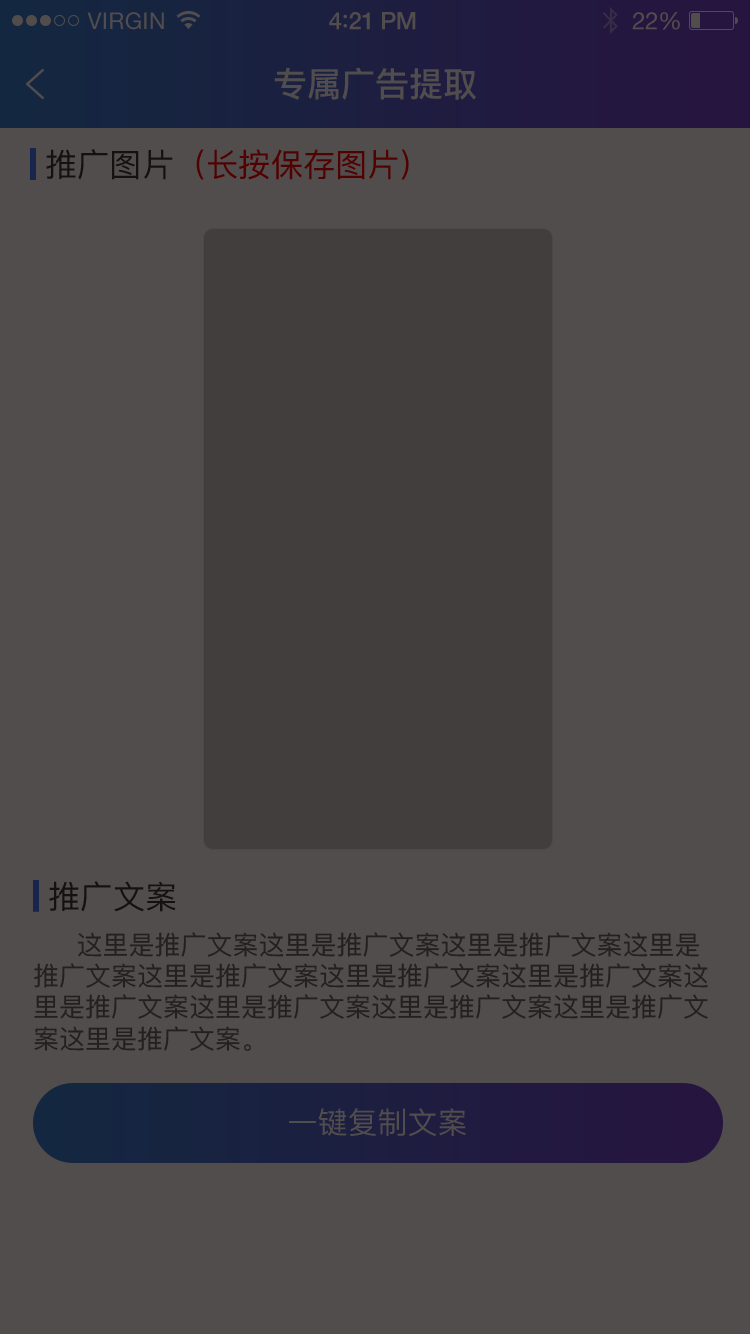 VIRGIN 4:21 PM 22%
专属广告提取
推广图片（长按保存图片）
推广文案
这里是推广文案这里是推广文案这里是推广文案这里是
推广文案这里是推广文案这里是推广文案这里是推广文案这
里是推广文案这里是推广文案这里是推广文案这里是推广文
案这里是推广文案。
一键复制文案